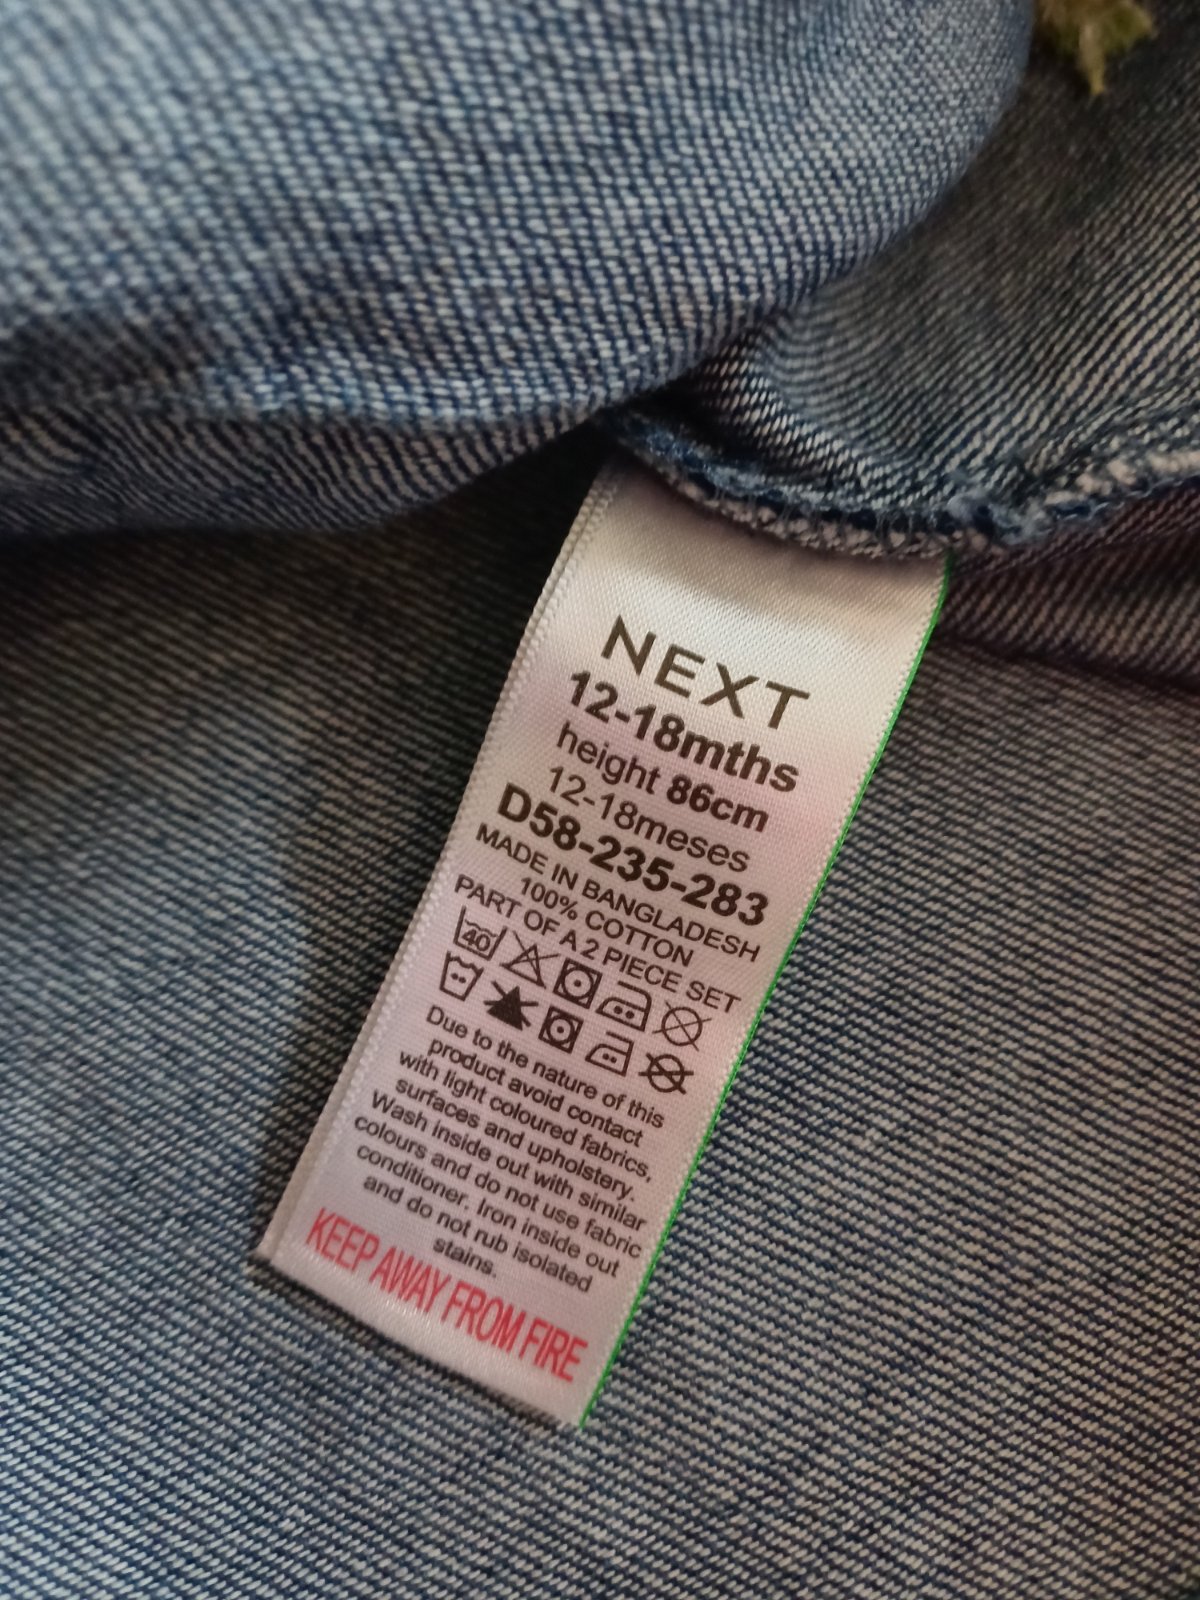 NEXT
12-18mths
height 86cm
12-18meses
D58-235-283
MADE IN BANGLADESH
100% COTTON
PART OF A 2 PIECE SET
40
Due to the nature of this
product avoid contact
with light coloured fabrics,
surfaces and upholstery.
Wash inside out with similar
colours and do not use fabric
conditioner. Iron inside out
and do not rub isolated
stains.
KEEP AWAY FROM FIRE